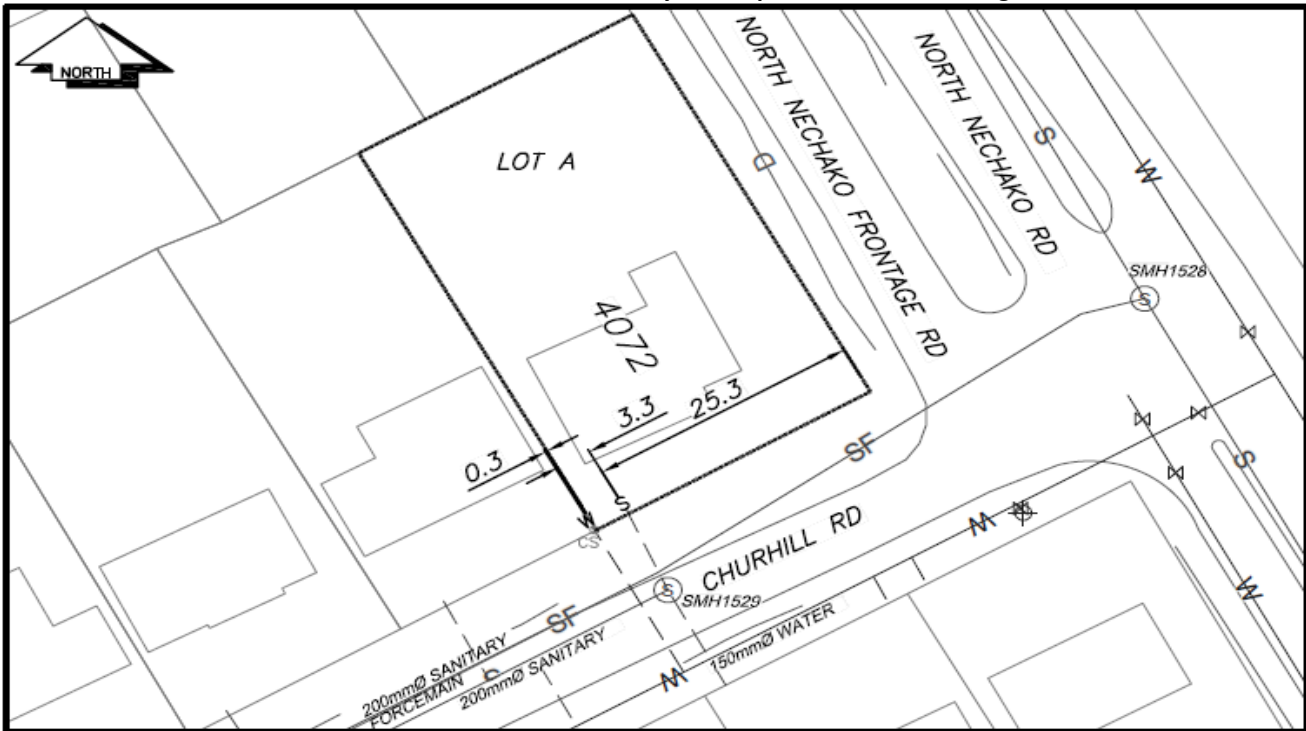 NORTH
LOT A
NORTH NECHAKO FRONTAGE RD
NORTH NECHAKO RD
D
S
W
SMH1528
S
4072
3.3
25.3
0.3
SF
S
W
S
CS
W
CHURHILL RD
S
SMH1529
W
SF
200mmØ SANITARY
FORCEMAIN
S
200mmØ SANITARY
W
150mmØ WATER